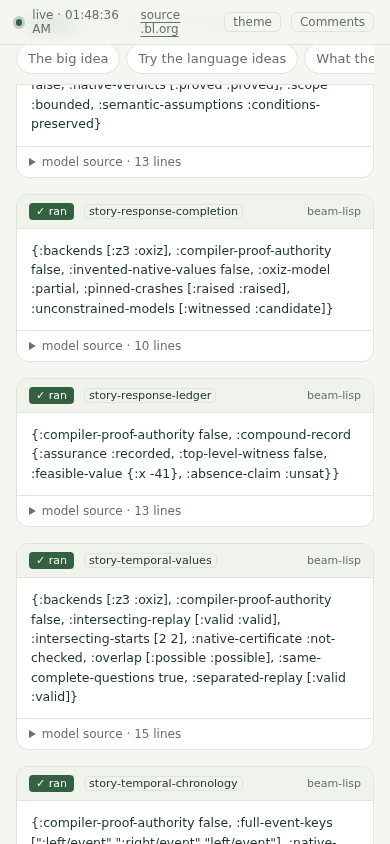 live · 01:48:36 AM
source .bl.org
theme
Comments
The big idea
Try the language ideas
What the
false, :native-verdicts [:proved :proved], :scope
:bounded, :semantic-assumptions :conditions-
preserved}
▶ model source · 13 lines
✓ ran story-response-completion beam-lisp
{:backends [:z3 :oxiz], :compiler-proof-authority
false, :invented-native-values false, :oxiz-model
:partial, :pinned-crashes [:raised :raised],
:unconstrained-models [:witnessed :candidate]}
▶ model source · 10 lines
✓ ran story-response-ledger beam-lisp
{:compiler-proof-authority false, :compound-record
{:assurance :recorded, :top-level-witness false,
:feasible-value {:x -41}, :absence-claim :unsat}}
▶ model source · 13 lines
✓ ran story-temporal-values beam-lisp
{:backends [:z3 :oxiz], :compiler-proof-authority
false, :intersecting-replay [:valid :valid],
:intersecting-starts [2 2], :native-certificate :not-
checked, :overlap [:possible :possible], :same-
complete-questions true, :separated-replay [:valid
:valid]}
▶ model source · 15 lines
✓ ran story-temporal-chronology beam-lisp
{:compiler-proof-authority false, :full-event-keys
[":left/event" ":right/event" "left/event"], :native-